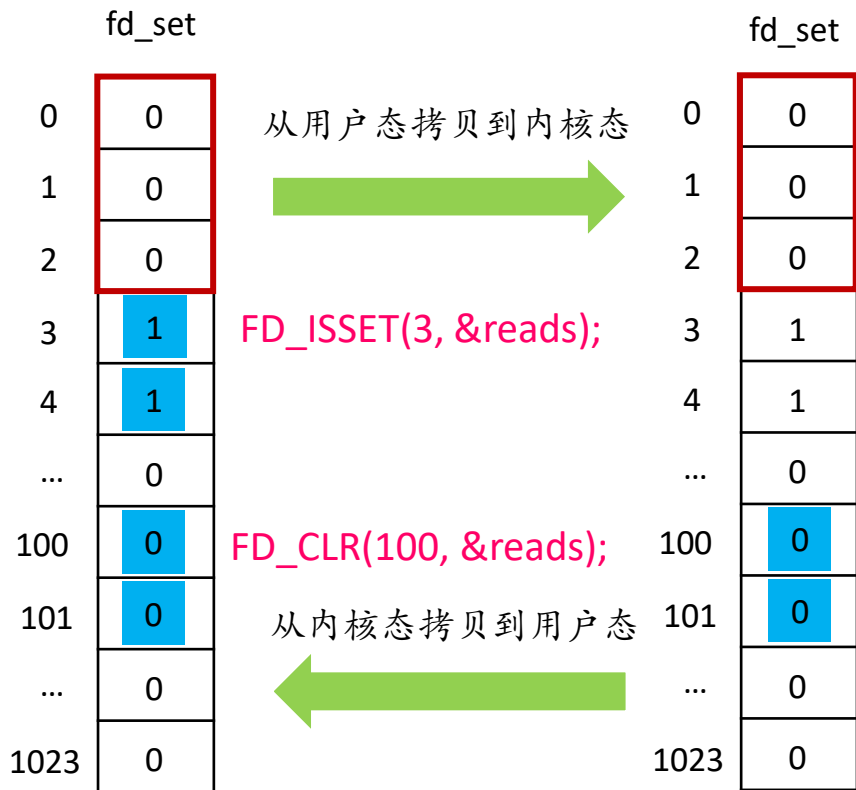 fd_set fd_set
0 0 从用户态拷贝到内核态 0 0
1 0 1 0
2 0 2 0
3 1 FD_ISSET(3, &reads); 3 1
4 1 4 1
... 0 ... 0
100 0 FD_CLR(100, &reads); 100 0
101 0 从内核态拷贝到用户态 101 0
... 0 ... 0
1023 0 1023 0